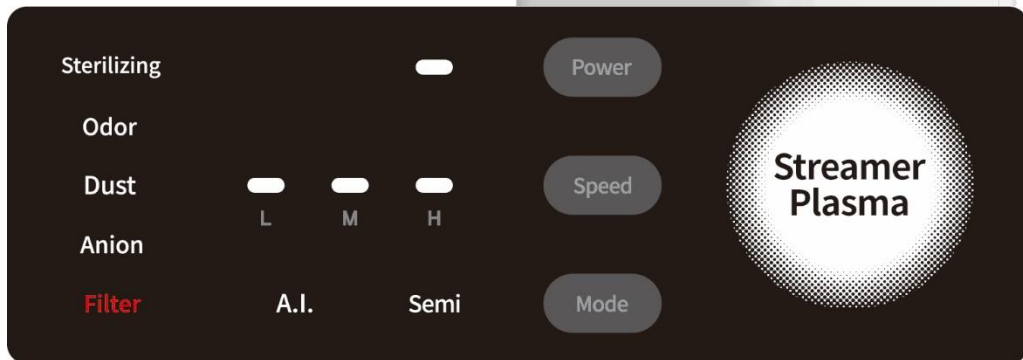 Sterilizing
Power
Odor
Streamer
Plasma
Dust
Speed
L M H
Anion
Filter
A.I.
Semi
Mode